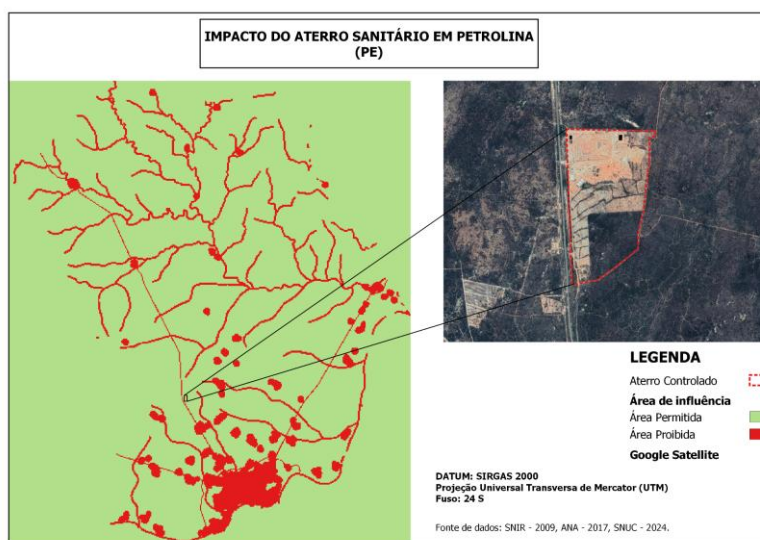 IMPACTO DO ATERRO SANITÁRIO EM PETROLINA
(PE)
LEGENDA
Aterro Controlado
Área de influência
Área Permitida
Área Proibida
Google Satellite
DATUM: SIRGAS 2000
Projeção Universal Transversa de Mercator (UTM)
Fuso: 24 S
Fonte de dados: SNIR - 2009, ANA - 2017, SNUC - 2024.